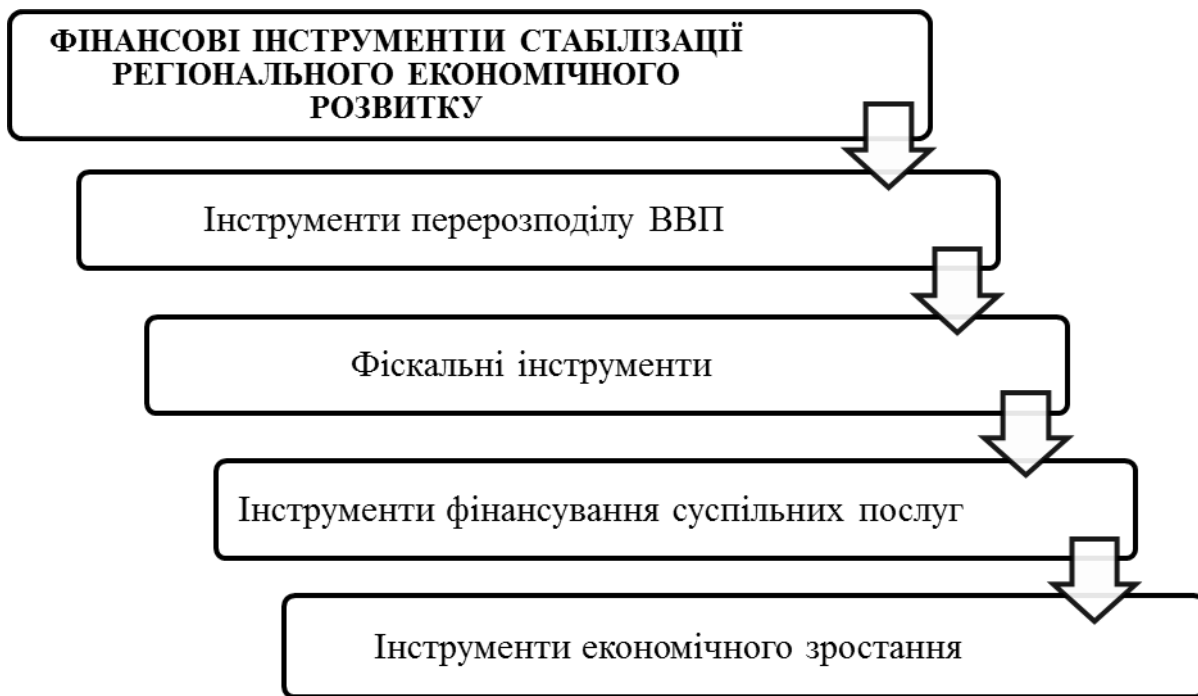 ФІНАНСОВІ ІНСТРУМЕНТІИ СТАБІЛІЗАЦІЇ
РЕГІОНАЛЬНОГО ЕКОНОМІЧНОГО
РОЗВИТКУ
Інструменти перерозподілу ВВП
Фіскальні інструменти
Інструменти фінансування суспільних послуг
Інструменти економічного зростання